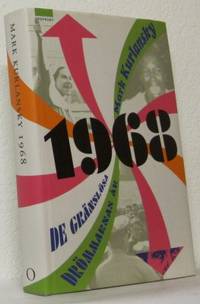 MARK KURLANSKY 1968
O
Mark Kurlansky
1968
DE GRÄNSLÖSA
DRÖMMARNAS ÅR